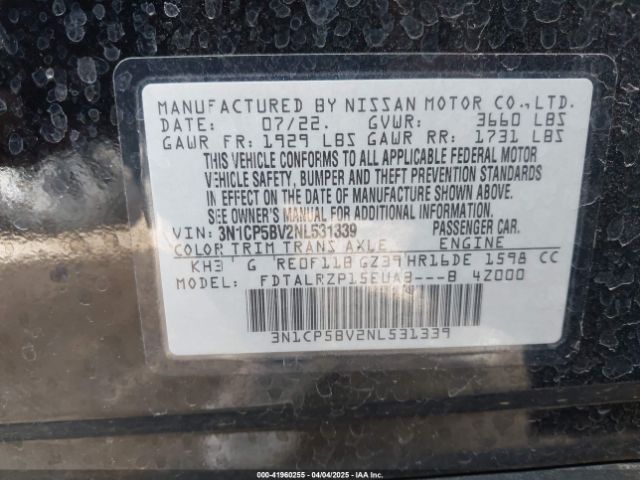 MANUFACTURED BY NISSAN MOTOR CO.,LTD.
DATE: 07/22. GVWR: 3660 LBS
GAWR FR: 1929 LBS GAWR RR: 1731 LBS
THIS VEHICLE CONFORMS TO ALL APPLICABLE FEDERAL MOTOR
VEHICLE SAFETY, BUMPER AND THEFT PREVENTION STANDARDS
IN EFFECT ON THE DATE OF MANUFACTURE SHOWN ABOVE.
SEE OWNER'S MANUAL FOR ADDITIONAL INFORMATION.
VIN: 3N1CP5BV2NL531339 PASSENGER CAR.
COLOR TRIM TRANS AXLE ENGINE
KH3 G RE0F11B GZ39 HR16DE 1598 CC
MODEL: FDTALRZP15EUAB---B 4Z000
3N1CP5BV2NL531339
00-41960255 - 04/04/2025 - IAA Inc.